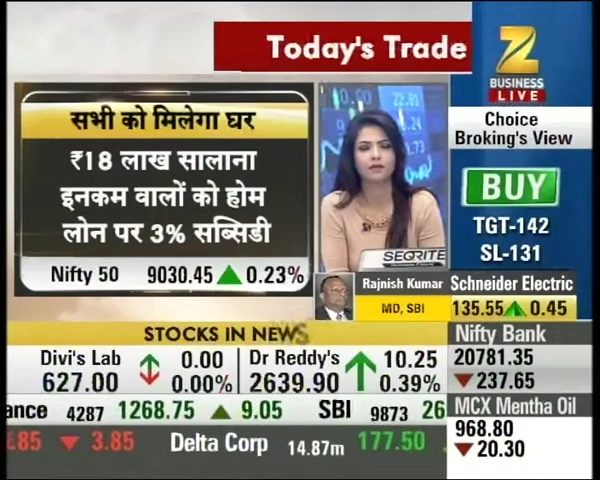 Today's Trade
ZEE
BUSINESS
LIVE
सभी को मिलेगा घर
₹18 लाख सालाना
इनकम वालों को होम
लोन पर 3% सब्सिडी
Nifty 50 9030.45 0.23%
Choice
Broking's View
BUY
TGT-142
SL-131
Rajnish Kumar
MD, SBI
Schneider Electric
135.55 0.45
STOCKS IN NEWS
Divi's Lab 0.00
627.00 0.00%
Dr Reddy's 10.25
2639.90 0.39%
Nifty Bank
20781.35
237.65
ance 4287 1268.75 9.05 SBI 9873 26
MCX Mentha Oil
968.80
20.30
.85 3.85 Delta Corp 14.87m 177.50